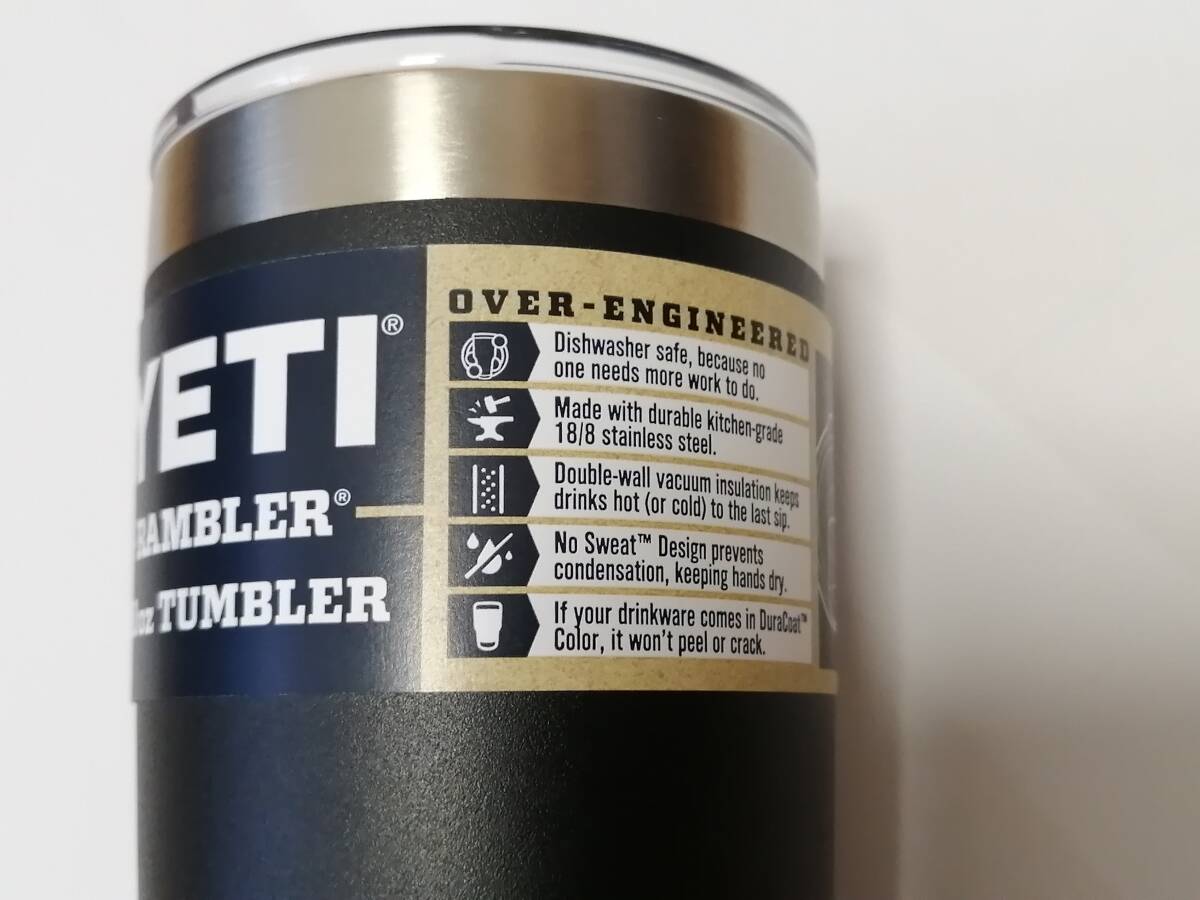 YETI®
RAMBLER®
oz TUMBLER
OVER-ENGINEERED
Dishwasher safe, because no
one needs more work to do.
Made with durable kitchen-grade
18/8 stainless steel.
Double-wall vacuum insulation keeps
drinks hot (or cold) to the last sip.
No Sweat™ Design prevents
condensation, keeping hands dry.
If your drinkware comes in DuraCoat™
Color, it won't peel or crack.